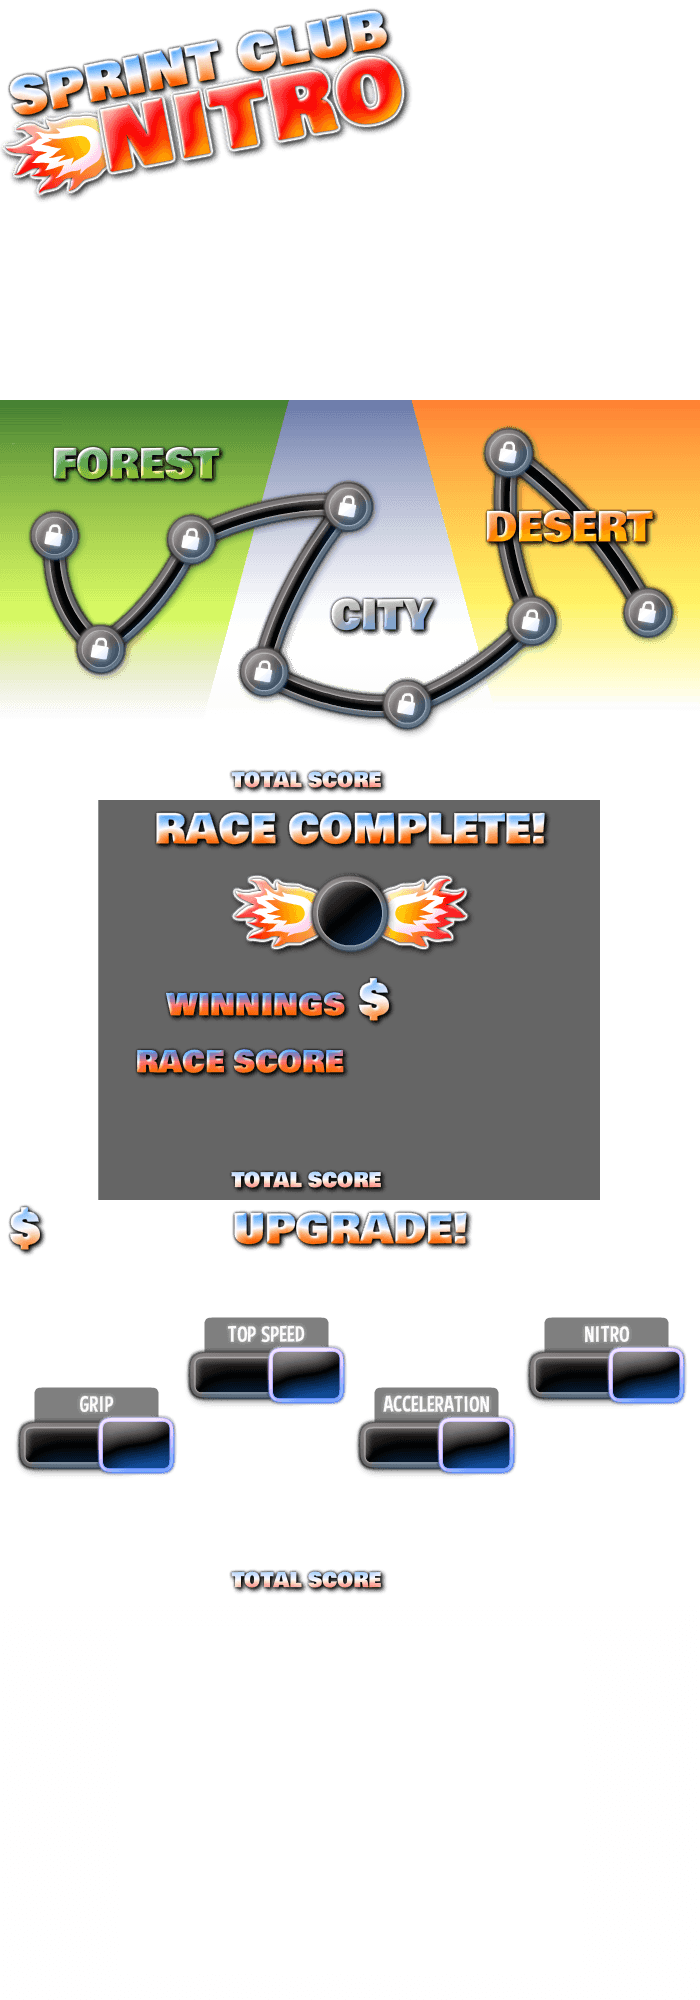 SPRINT CLUB
NITRO
FOREST
DESERT
CITY
TOTAL SCORE
RACE COMPLETE!
WINNINGS $
RACE SCORE
TOTAL SCORE
$ UPGRADE!
TOP SPEED
NITRO
GRIP
ACCELERATION
TOTAL SCORE